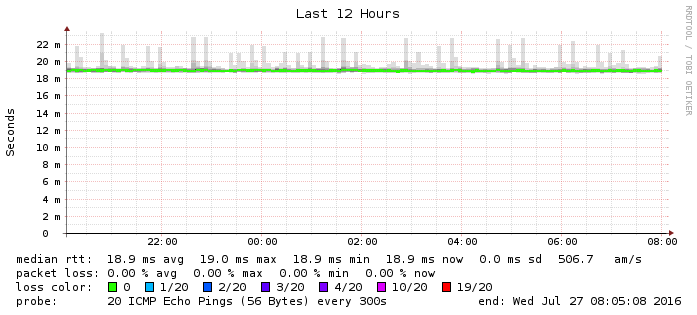 Last 12 Hours
RRDTOOL / TOBI OETIKER
Seconds
22 m
20 m
18 m
16 m
14 m
12 m
10 m
8 m
6 m
4 m
2 m
0
22:00 00:00 02:00 04:00 06:00 08:00
median rtt: 18.9 ms avg 19.0 ms max 18.9 ms min 18.9 ms now 0.0 ms sd 506.7 am/s
packet loss: 0.00 % avg 0.00 % max 0.00 % min 0.00 % now
loss color: 0 1/20 2/20 3/20 4/20 10/20 19/20
probe: 20 ICMP Echo Pings (56 Bytes) every 300s end: Wed Jul 27 08:05:08 2016